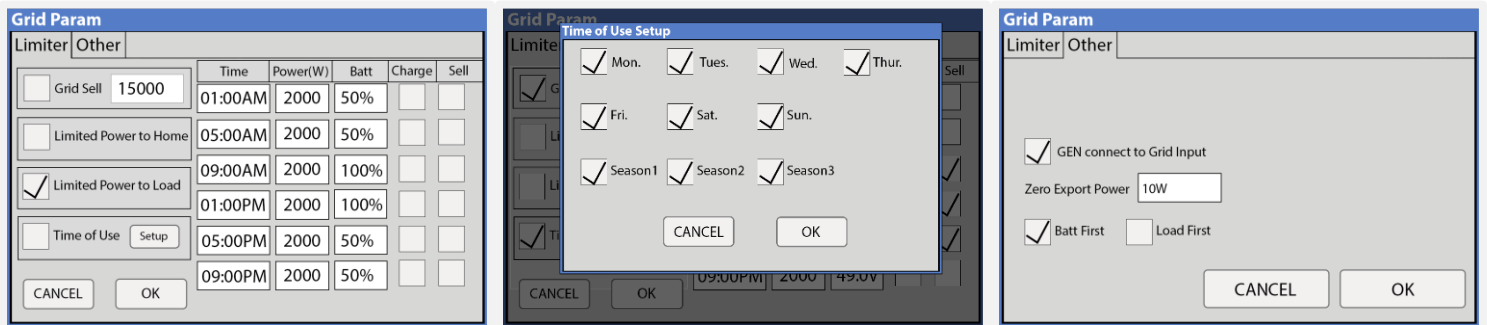 Grid Param
Limiter Other
Time Power(W) Batt Charge Sell
Grid Sell 15000
01:00AM 2000 50%
Limited Power to Home
05:00AM 2000 50%
09:00AM 2000 100%
Limited Power to Load
01:00PM 2000 100%
Time of Use Setup
05:00PM 2000 50%
09:00PM 2000 50%
CANCEL OK
Grid Param
Time of Use Setup
Limite
Sell
Mon. Tues. Wed. Thur.
G
Fri. Sat. Sun.
Li
Season1 Season2 Season3
Li
Ti
CANCEL OK
09:00PM 2000 49.0V
CANCEL OK
Grid Param
Limiter Other
GEN connect to Grid Input
Zero Export Power 10W
Batt First Load First
CANCEL OK